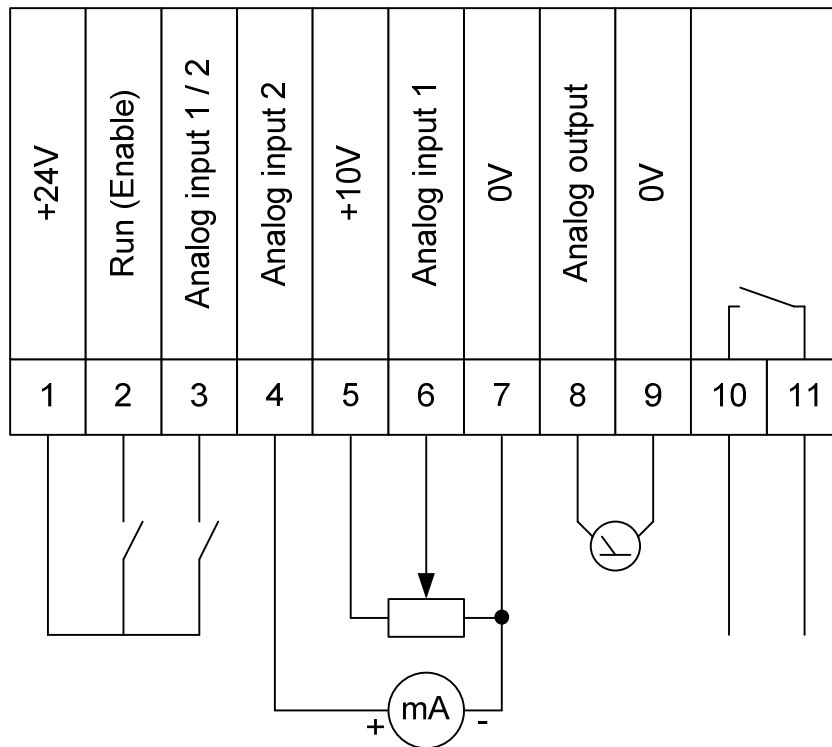 +24V
Run (Enable)
Analog input 1 / 2
Analog input 2
+10V
Analog input 1
0V
Analog output
0V
1 2 3 4 5 6 7 8 9 10 11
+ mA -